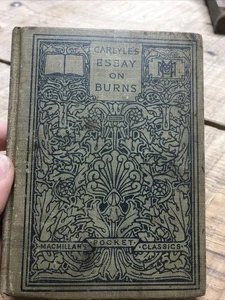 CARLYLE'S
ESSAY
ON
BURNS
MACMILLAN'S POCKET CLASSICS